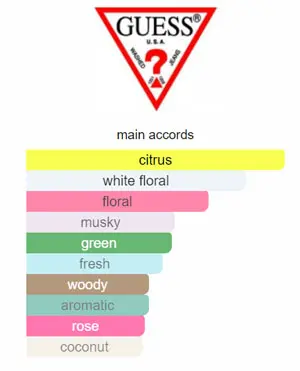 GUESS®
U.S.A.
WASHED
JEANS
?
main accords
citrus
white floral
floral
musky
green
fresh
woody
aromatic
rose
coconut